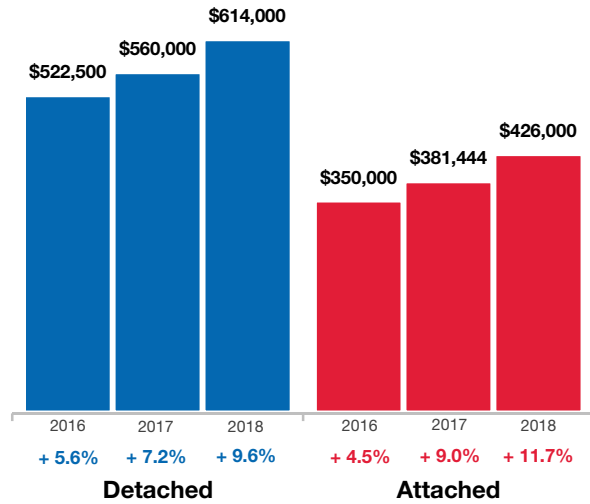 $522,500
$560,000
$614,000
$350,000
$381,444
$426,000
2016 2017 2018 2016 2017 2018
+ 5.6% + 7.2% + 9.6% + 4.5% + 9.0% + 11.7%
Detached Attached